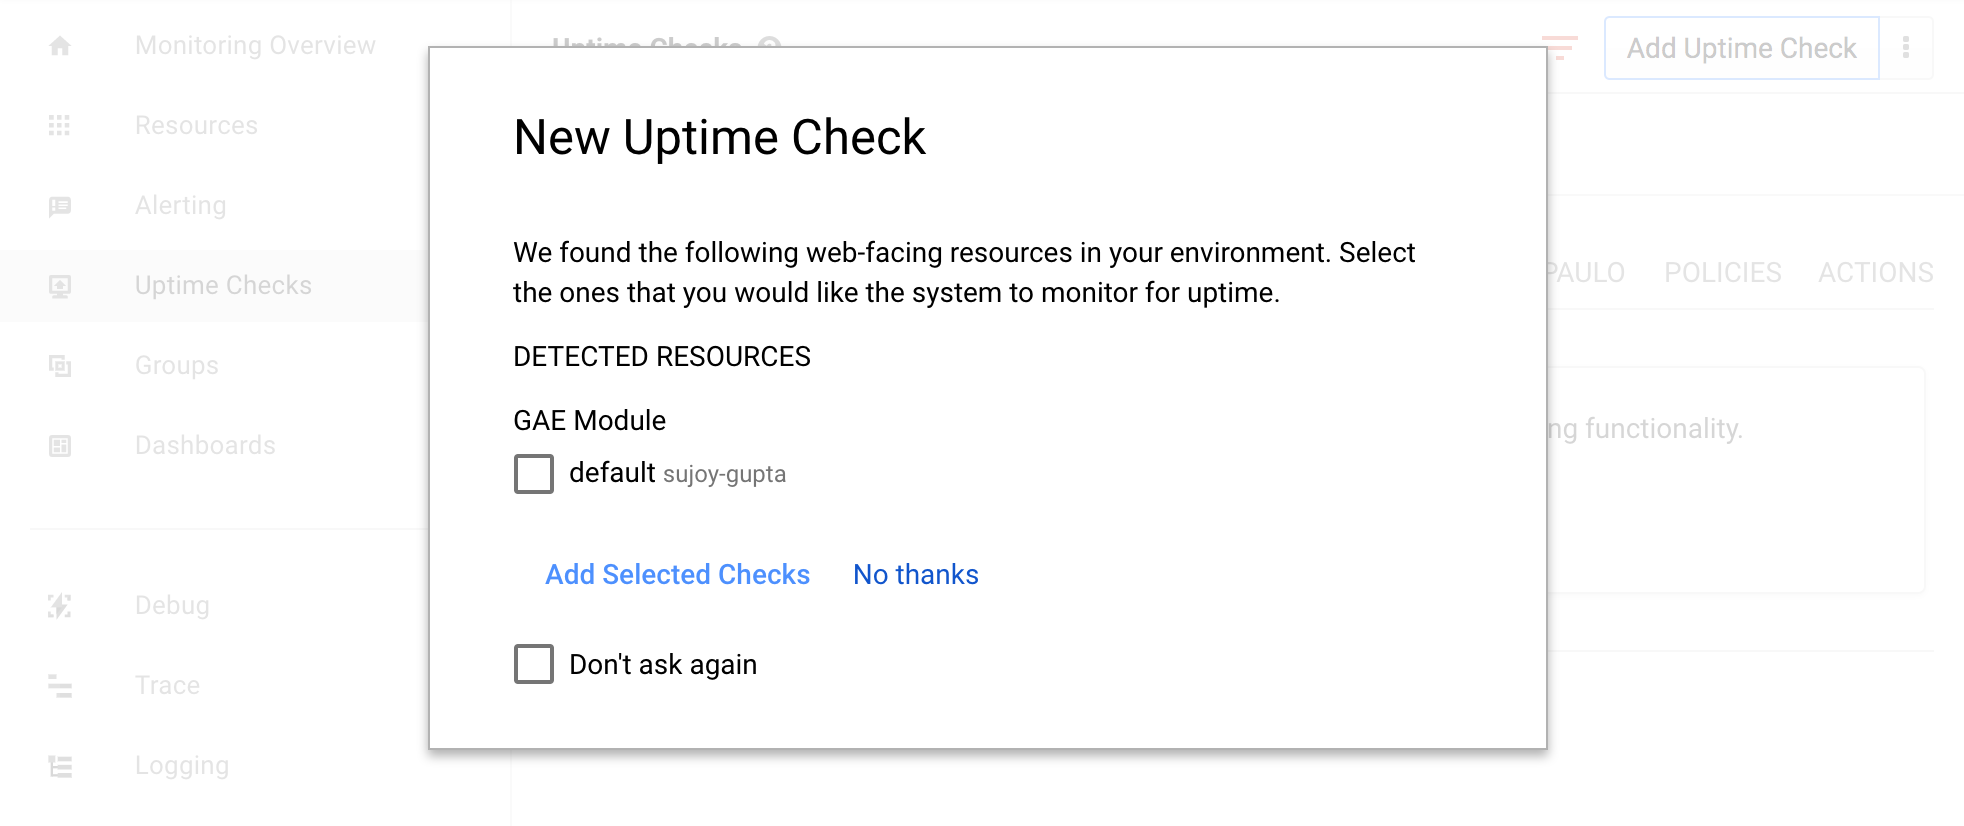 Monitoring Overview
Resources
Alerting
Uptime Checks
Groups
Dashboards
Debug
Trace
Logging
Uptime Checks
Add Uptime Check
New Uptime Check
We found the following web-facing resources in your environment. Select
the ones that you would like the system to monitor for uptime.
DETECTED RESOURCES
GAE Module
default sujoy-gupta
Add Selected Checks No thanks
Don't ask again
PAULO POLICIES ACTIONS
ng functionality.